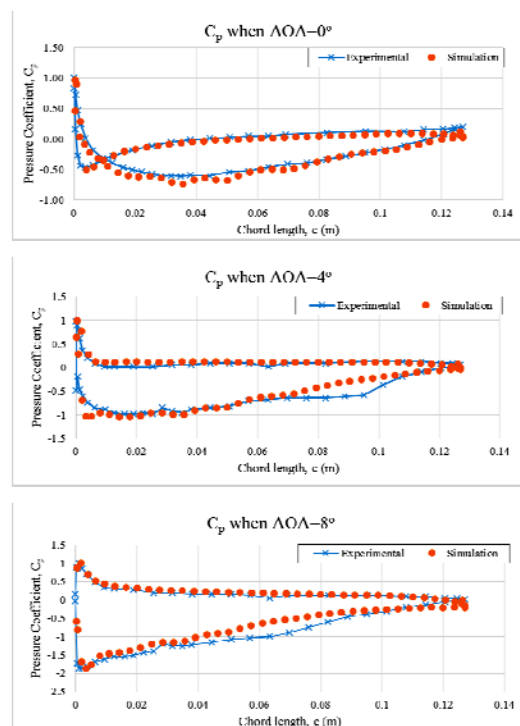 Cp when AOA=0°
Experimental Simulation
Pressure Coefficient, Cp
1.50
1.00
0.50
0.00
-0.50
-1.00
0 0.02 0.04 0.06 0.08 0.1 0.12 0.14
Chord length, c (m)
Cp when AOA=4°
Experimental Simulation
Pressure Coefficient, Cp
1.5
1
0.5
0
-0.5
-1
-1.5
0 0.02 0.04 0.06 0.08 0.1 0.12 0.14
Chord length, c (m)
Cp when AOA=8°
Experimental Simulation
Pressure Coefficient, Cp
1.5
1
0.5
0
-0.5
-1
-1.5
-2
2.5
0 0.02 0.04 0.06 0.08 0.1 0.12 0.14
Chord length, c (m)